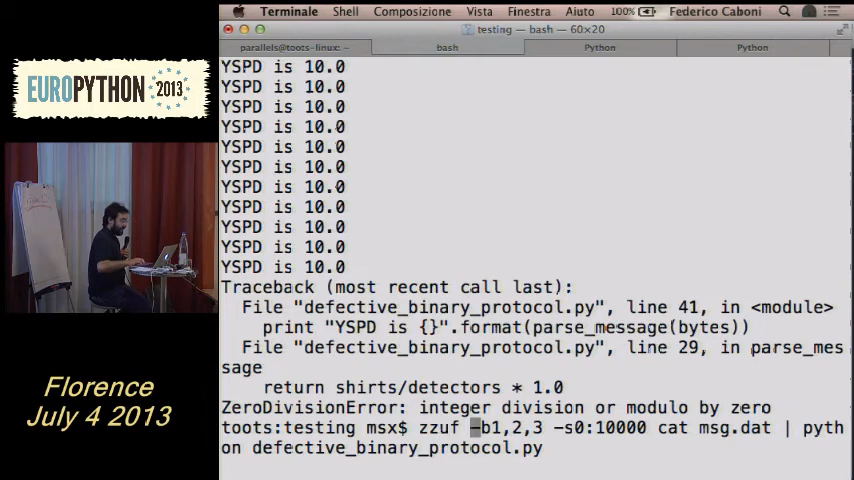 Terminale Shell Composizione Vista Finestra Aiuto 100% Federico Caboni
testing — bash — 60×20
parallels@toots-linux: ~ bash Python Python
EUROPYTHON 2013
YSPD is 10.0
YSPD is 10.0
YSPD is 10.0
YSPD is 10.0
YSPD is 10.0
YSPD is 10.0
YSPD is 10.0
YSPD is 10.0
YSPD is 10.0
YSPD is 10.0
YSPD is 10.0
Traceback (most recent call last):
File "defective_binary_protocol.py", line 41, in <module>
print "YSPD is {}".format(parse_message(bytes))
File "defective_binary_protocol.py", line 29, in parse_mes
sage
return shirts/detectors * 1.0
ZeroDivisionError: integer division or modulo by zero
toots:testing msx$ zzuf -b1,2,3 -s0:10000 cat msg.dat | pyth
on defective_binary_protocol.py
Florence
July 4 2013